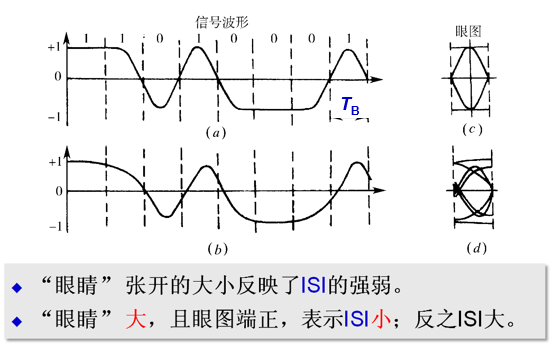 信号波形
眼图
1 1 0 1 0 0 0 1
+1
0
-1
T_B
(a)
(c)
+1
0
-1
(b)
(d)
“眼睛”张开的大小反映了ISI的强弱。
“眼睛”大，且眼图端正，表示ISI小；反之ISI大。